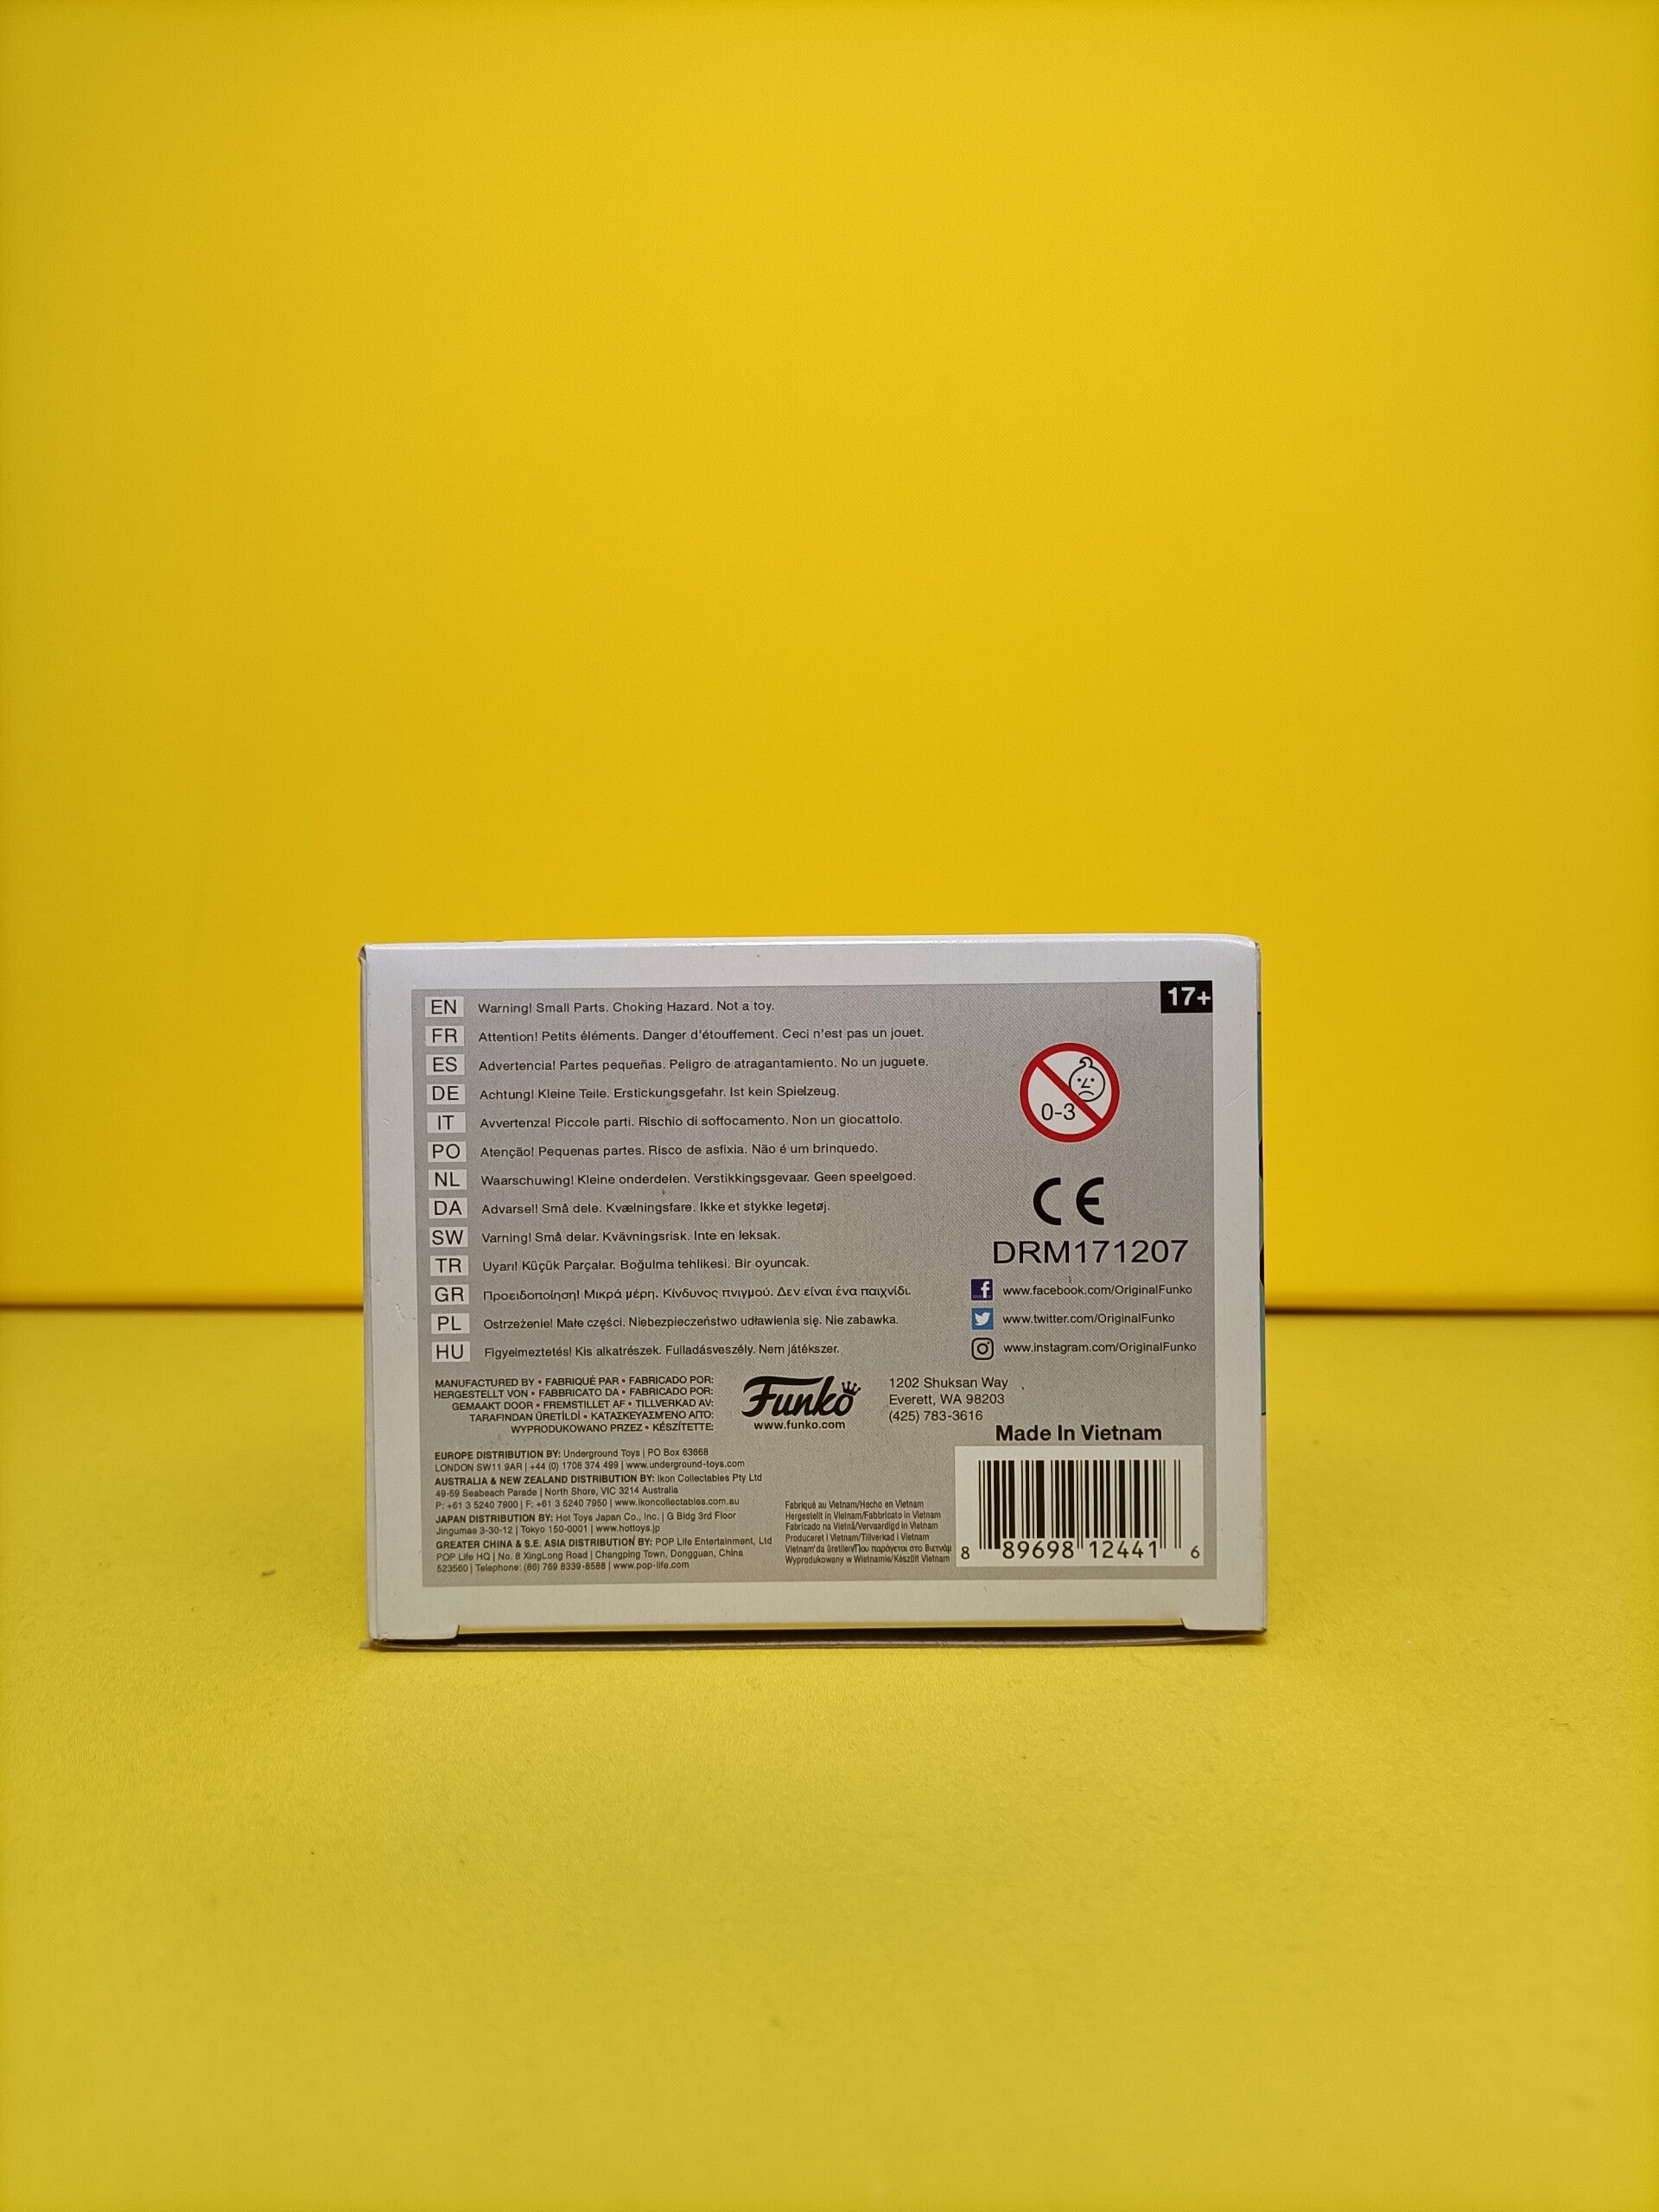 17+
EN Warning! Small Parts. Choking Hazard. Not a toy.
FR Attention! Petits éléments. Danger d'étouffement. Ceci n'est pas un jouet.
ES Advertencia! Partes pequeñas. Peligro de atragantamiento. No un juguete.
DE Achtung! Kleine Teile. Erstickungsgefahr. Ist kein Spielzeug.
IT Avvertenza! Piccole parti. Rischio di soffocamento. Non un giocattolo.
PO Atenção! Pequenas partes. Risco de asfixia. Não é um brinquedo.
NL Waarschuwing! Kleine onderdelen. Verstikkingsgevaar. Geen speelgoed.
DA Advarsel! Små dele. Kvælningsfare. Ikke et stykke legetøj.
SW Varning! Små delar. Kvävningsrisk. Inte en leksak.
TR Uyarı! Küçük Parçalar. Boğulma tehlikesi. Bir oyuncak.
GR Προειδοποίηση! Μικρά μέρη. Κίνδυνος πνιγμού. Δεν είναι ένα παιχνίδι.
PL Ostrzeżenie! Małe części. Niebezpieczeństwo udławienia się. Nie zabawka.
HU Figyelmeztetés! Kis alkatrészek. Fulladásveszély. Nem játékszer.
0-3
CE
DRM171207
f www.facebook.com/OriginalFunko
www.twitter.com/OriginalFunko
www.instagram.com/OriginalFunko
MANUFACTURED BY • FABRIQUÉ PAR • FABRICADO POR:
HERGESTELLT VON • FABBRICATO DA • FABRICADO POR:
GEMAAKT DOOR • FREMSTILLET AF • TILLVERKAD AV:
TARAFINDAN ÜRETİLDİ • ΚΑΤΑΣΚΕΥΑΣΜΈΝΟ ΑΠΌ:
WYPRODUKOWANO PRZEZ • KÉSZÍTETTE:
Funko
www.funko.com
1202 Shuksan Way
Everett, WA 98203
(425) 783-3616
Made In Vietnam
EUROPE DISTRIBUTION BY: Underground Toys | PO Box 63668
LONDON SW11 9AR | +44 (0) 1708 374 499 | www.underground-toys.com
AUSTRALIA & NEW ZEALAND DISTRIBUTION BY: Ikon Collectables Pty Ltd
49-59 Seabeach Parade | North Shore, VIC 3214 Australia
P: +61 3 5240 7900 | F: +61 3 5240 7950 | www.ikoncollectables.com.au
JAPAN DISTRIBUTION BY: Hot Toys Japan Co., Inc. | G Bldg 3rd Floor
Jingumae 3-30-12 | Tokyo 150-0001 | www.hottoys.jp
GREATER CHINA & S.E. ASIA DISTRIBUTION BY: POP Life Entertainment, Ltd
POP Life HQ | No. 8 XingLong Road | Changping Town, Dongguan, China
523560 | Telephone: (86) 769 8339-8588 | www.pop-life.com
Fabriqué au Vietnam/Hecho en Vietnam
Hergestellt in Vietnam/Fabbricato in Vietnam
Fabricado na Vietnã/Vervaardigd in Vietnam
Produceret i Vietnam/Tillverkad i Vietnam
Vietnam'da üretilen/Που παράγεται στο Βιετνάμ
Wyprodukowany w Wietnamie/Készült Vietnam
8 89698 12441 6